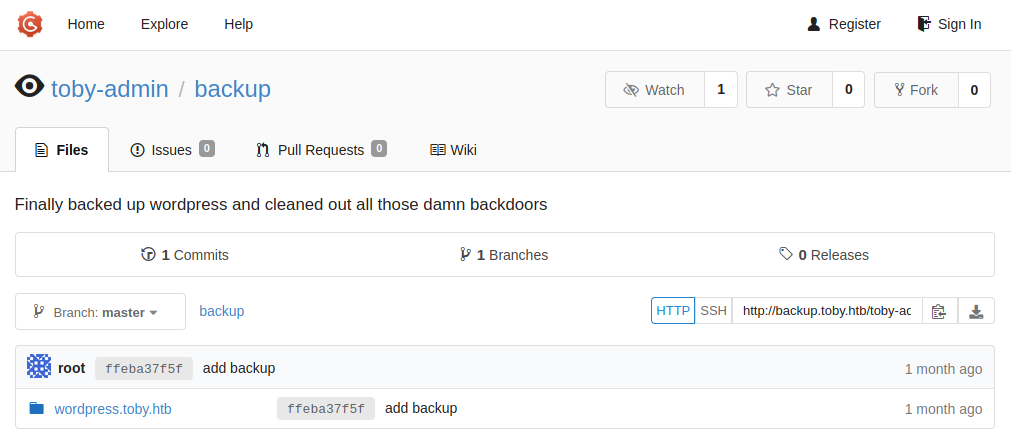 Home Explore Help Register Sign In
toby-admin / backup Watch 1 Star 0 Fork 0
Files Issues 0 Pull Requests 0 Wiki
Finally backed up wordpress and cleaned out all those damn backdoors
1 Commits 1 Branches 0 Releases
Branch: master backup HTTP SSH http://backup.toby.htb/toby-ac
root ffeba37f5f add backup 1 month ago
wordpress.toby.htb ffeba37f5f add backup 1 month ago